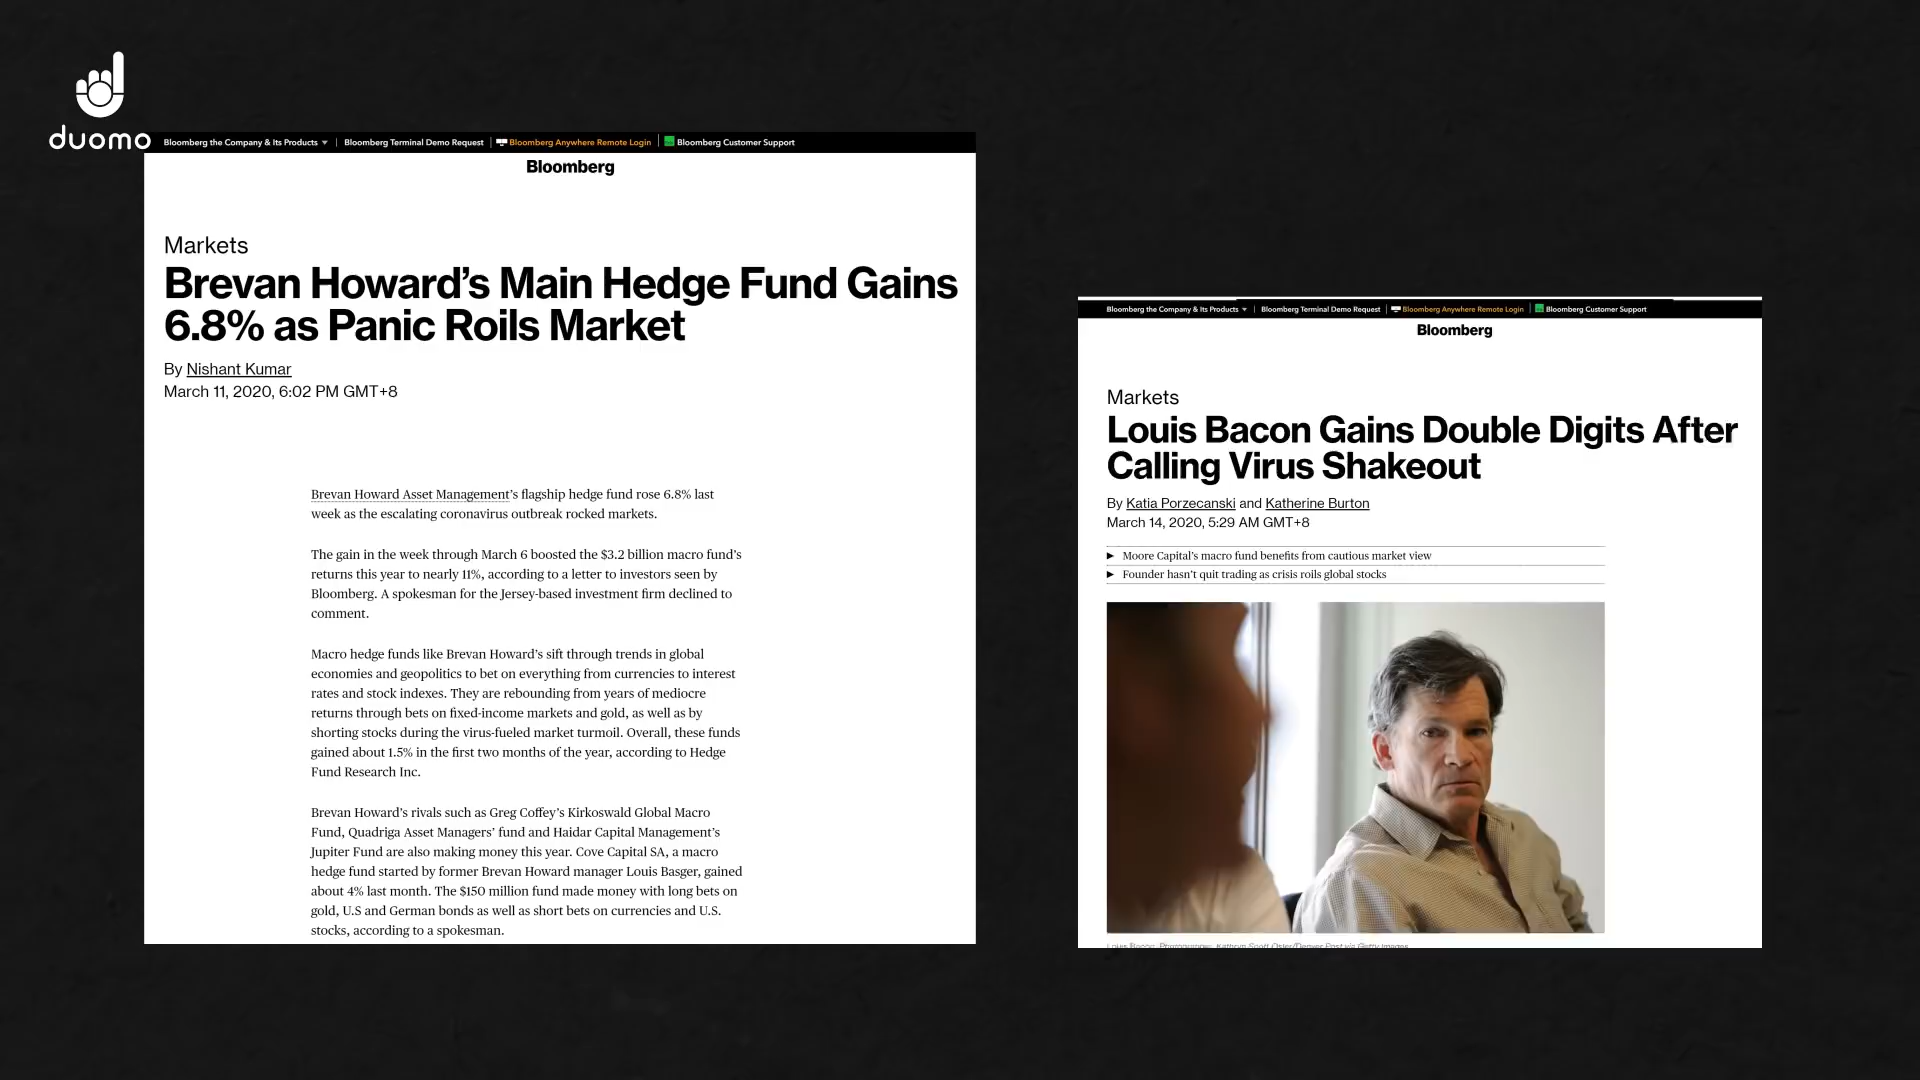 duomo
Bloomberg the Company & Its Products
Bloomberg Terminal Demo Request
Bloomberg Anywhere Remote Login
Bloomberg Customer Support
Bloomberg
Markets
Brevan Howard’s Main Hedge Fund Gains
6.8% as Panic Roils Market
By Nishant Kumar
March 11, 2020, 6:02 PM GMT+8
Brevan Howard Asset Management’s flagship hedge fund rose 6.8% last
week as the escalating coronavirus outbreak rocked markets.
The gain in the week through March 6 boosted the $3.2 billion macro fund’s
returns this year to nearly 11%, according to a letter to investors seen by
Bloomberg. A spokesman for the Jersey-based investment firm declined to
comment.
Macro hedge funds like Brevan Howard’s sift through trends in global
economies and geopolitics to bet on everything from currencies to interest
rates and stock indexes. They are rebounding from years of mediocre
returns through bets on fixed-income markets and gold, as well as by
shorting stocks during the virus-fueled market turmoil. Overall, these funds
gained about 1.5% in the first two months of the year, according to Hedge
Fund Research Inc.
Brevan Howard’s rivals such as Greg Coffey’s Kirkoswald Global Macro
Fund, Quadriga Asset Managers’ fund and Haidar Capital Management’s
Jupiter Fund are also making money this year. Cove Capital SA, a macro
hedge fund started by former Brevan Howard manager Louis Basger, gained
about 4% last month. The $150 million fund made money with long bets on
gold, U.S and German bonds as well as short bets on currencies and U.S.
stocks, according to a spokesman.
Bloomberg the Company & Its Products
Bloomberg Terminal Demo Request
Bloomberg Anywhere Remote Login
Bloomberg Customer Support
Bloomberg
Markets
Louis Bacon Gains Double Digits After
Calling Virus Shakeout
By Katia Porzecanski and Katherine Burton
March 14, 2020, 5:29 AM GMT+8
Moore Capital’s macro fund benefits from cautious market view
Founder hasn’t quit trading as crisis roils global stocks
Louis Bacon Photographer: Kathryn Scott Osler/Denver Post via Getty Images